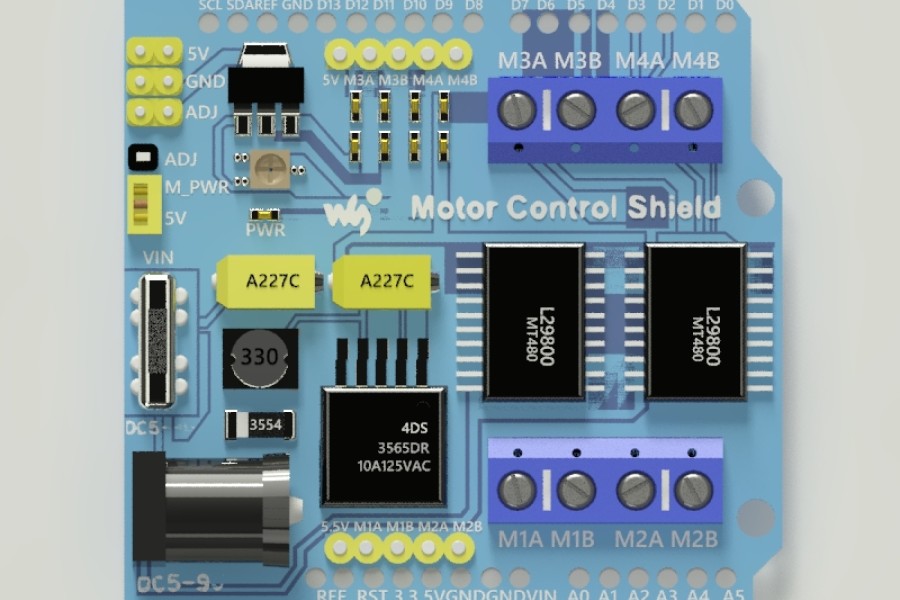 SCL SDAREF GND D13 D12 D11 D10 D9 D8 D7 D6 D5 D4 D3 D2 D1 D0
5V
GND
ADJ
5V M3A M3B M4A M4B
M3A M3B M4A M4B
ADJ
M_PWR
5V
PWR
Motor Control Shield
VIN
A227C
A227C
330
3554
L29800
MT480
L29800
MT480
4DS
3565DR
10A125VAC
5.5V M1A M1B M2A M2B
M1A M1B M2A M2B
DC5-9v
REF RST 3.3 5VGNDGNDVIN A0 A1 A2 A3 A4 A5